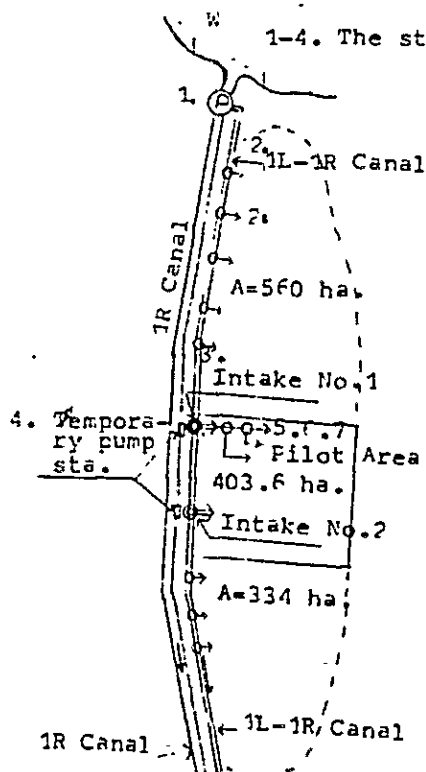 W
1-4. The st
1.
P
2.
1L-1R Canal
2.
1R Canal
A=560 ha.
3.
Intake No.1
4. Tempora-
ry pump
sta.
5.6.7
Pilot Area
403.6 ha.
Intake No.2
A=334 ha.
1L-1R Canal
1R Canal